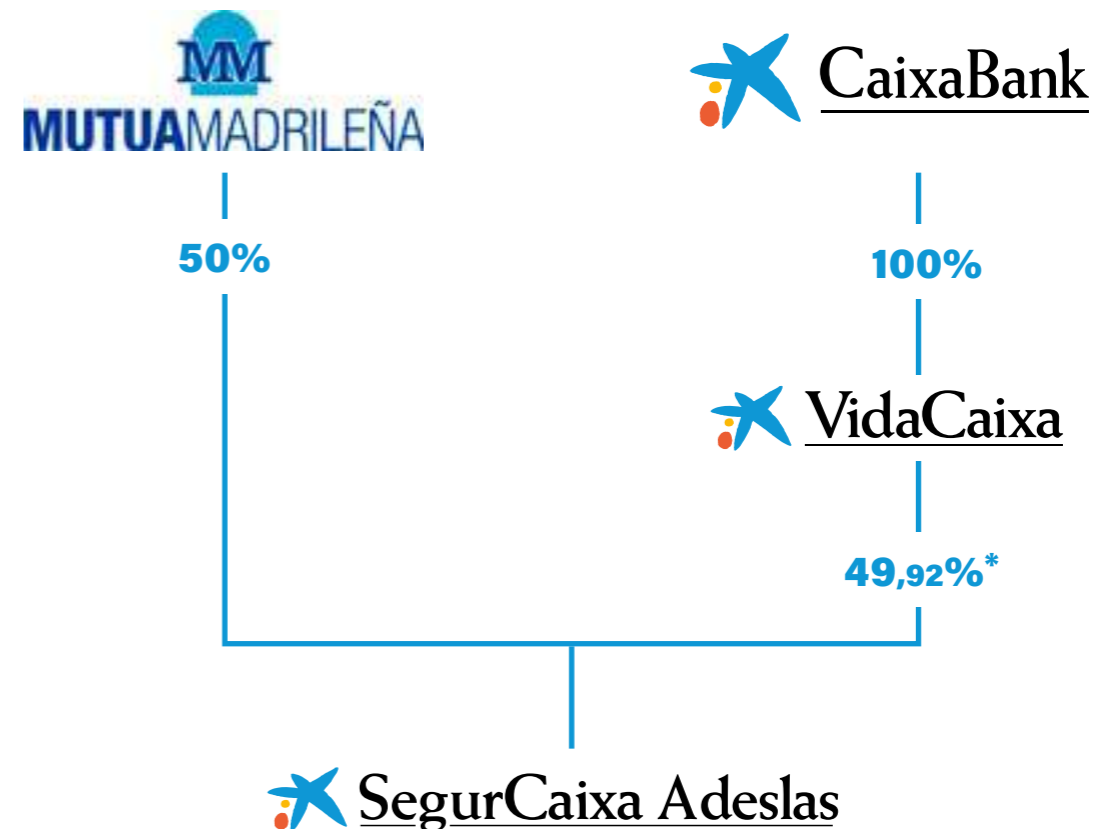 MM
MUTUAMADRILEÑA
CaixaBank
50%
100%
VidaCaixa
49,92%*
SegurCaixa Adeslas